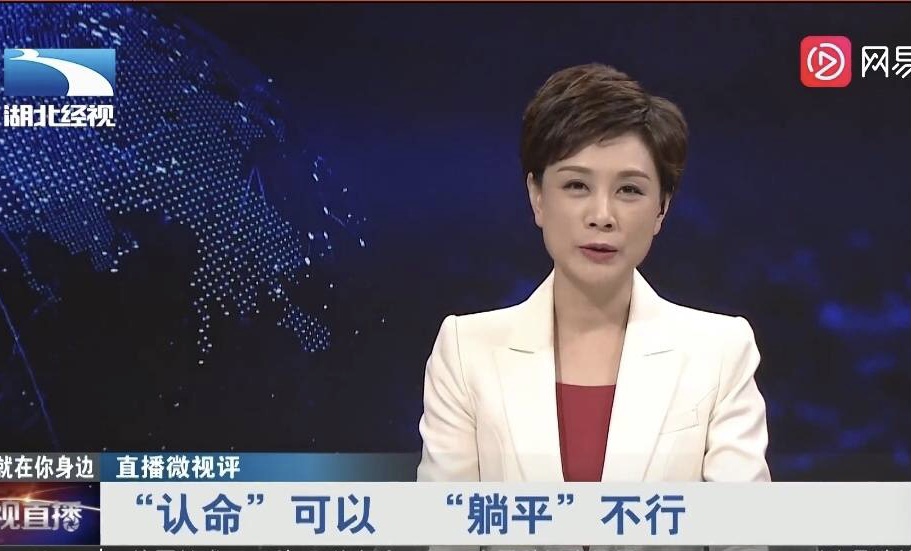 湖北经视
网易
就在你身边
直播微视评
视直播
“认命”可以 “躺平”不行